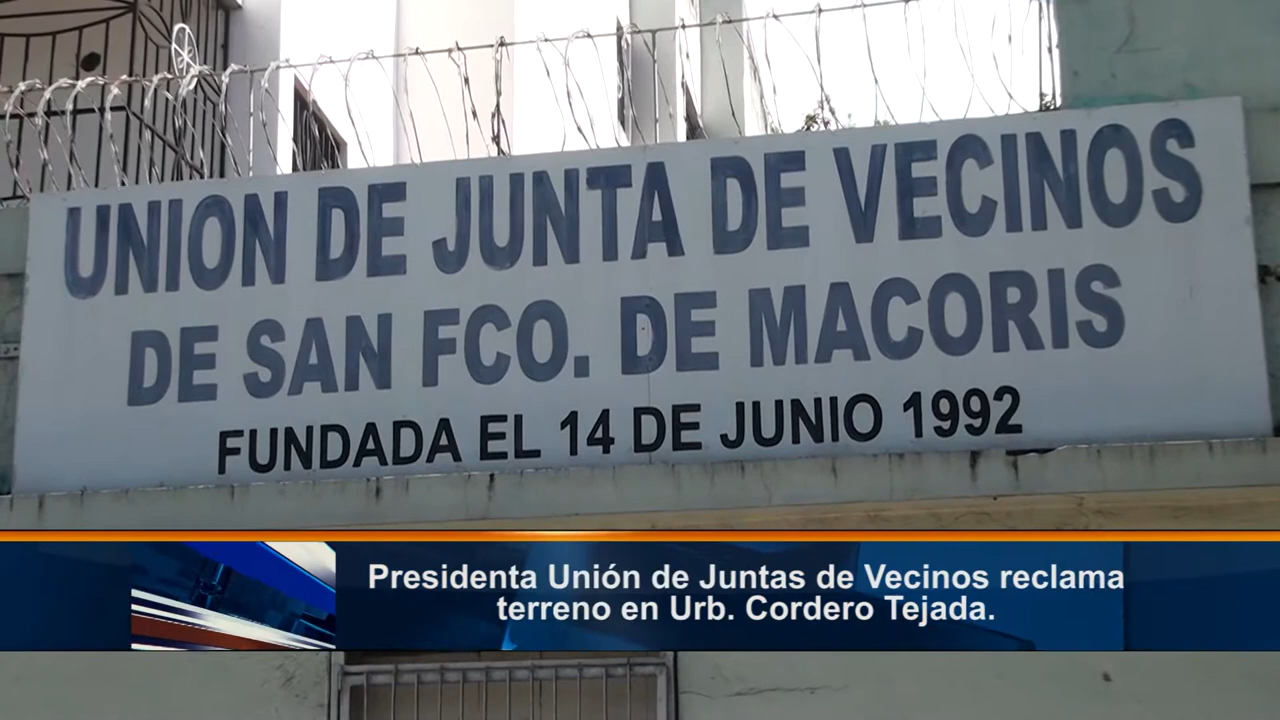 UNION DE JUNTA DE VECINOS
DE SAN FCO. DE MACORIS
FUNDADA EL 14 DE JUNIO 1992
Presidenta Unión de Juntas de Vecinos reclama
terreno en Urb. Cordero Tejada.